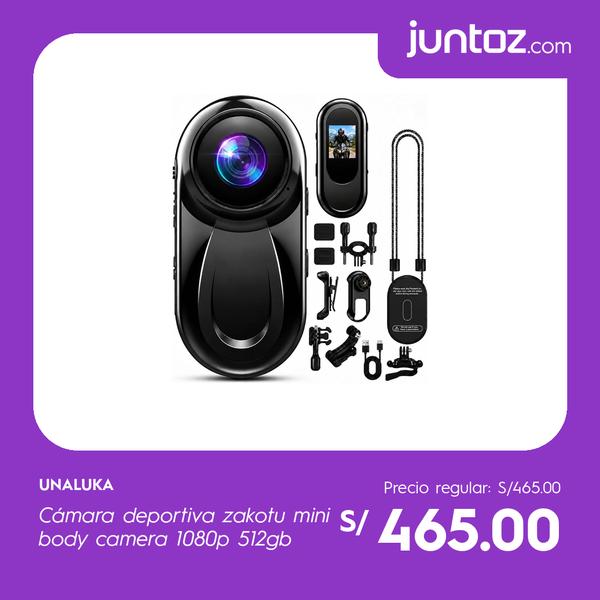 juntoz.com
UNALUKA
Precio regular: S/465.00
Cámara deportiva zakotu mini
body camera 1080p 512gb
S/ 465.00